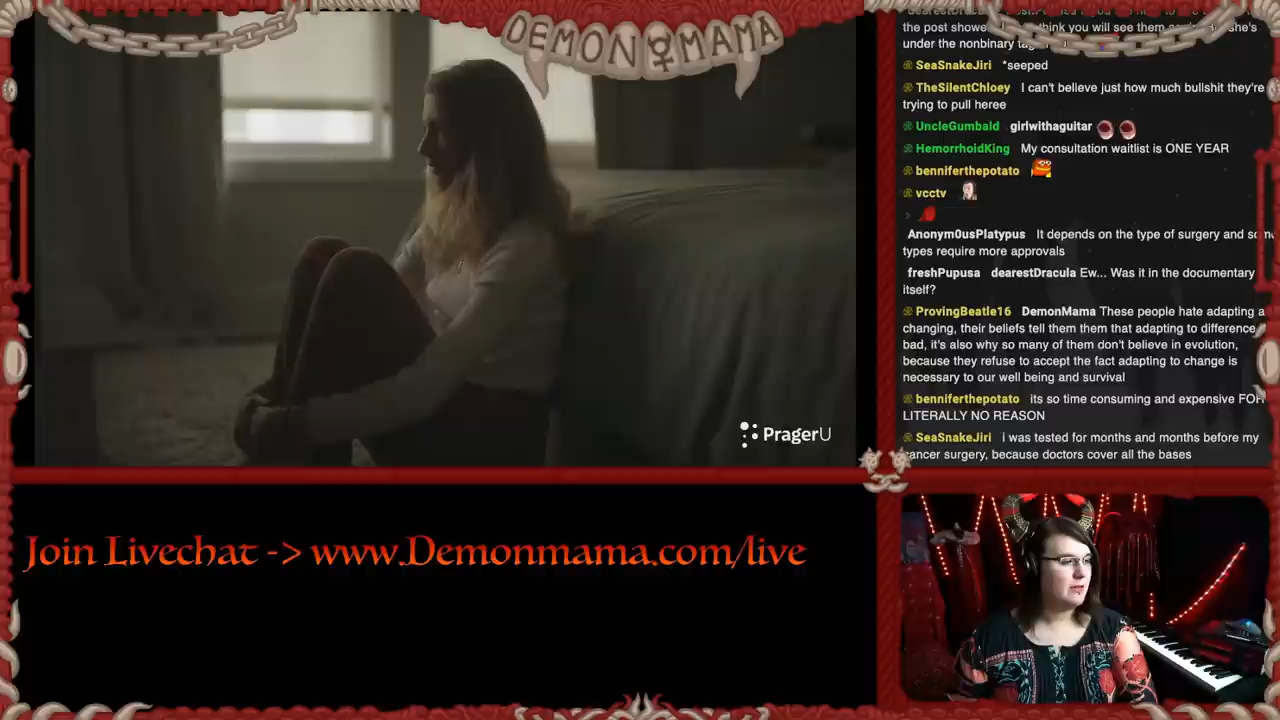 DEMON MAMA
the post showe
think you will see them
she's
under the nonbinary
SeaSnakeJiri *seeped
TheSilentChloey I can't believe just how much bullshit they're
trying to pull heree
UncleGumbald girlwithaguitar
HemorrhoidKing My consultation waitlist is ONE YEAR
benniferthepotato
vcctv
Anonym0usPlatypus It depends on the type of surgery and
types require more approvals
freshPupusa dearestDracula Ew... Was it in the documentary
itself?
ProvingBeatle16 DemonMama These people hate adapting a
changing, their beliefs tell them them that adapting to difference
bad, it's also why so many of them don't believe in evolution,
because they refuse to accept the fact adapting to change is
necessary to our well being and survival
benniferthepotato its so time consuming and expensive FOR
LITERALLY NO REASON
SeaSnakeJiri i was tested for months and months before my
cancer surgery, because doctors cover all the bases
PragerU
Join Livechat -> www.Demonmama.com/live